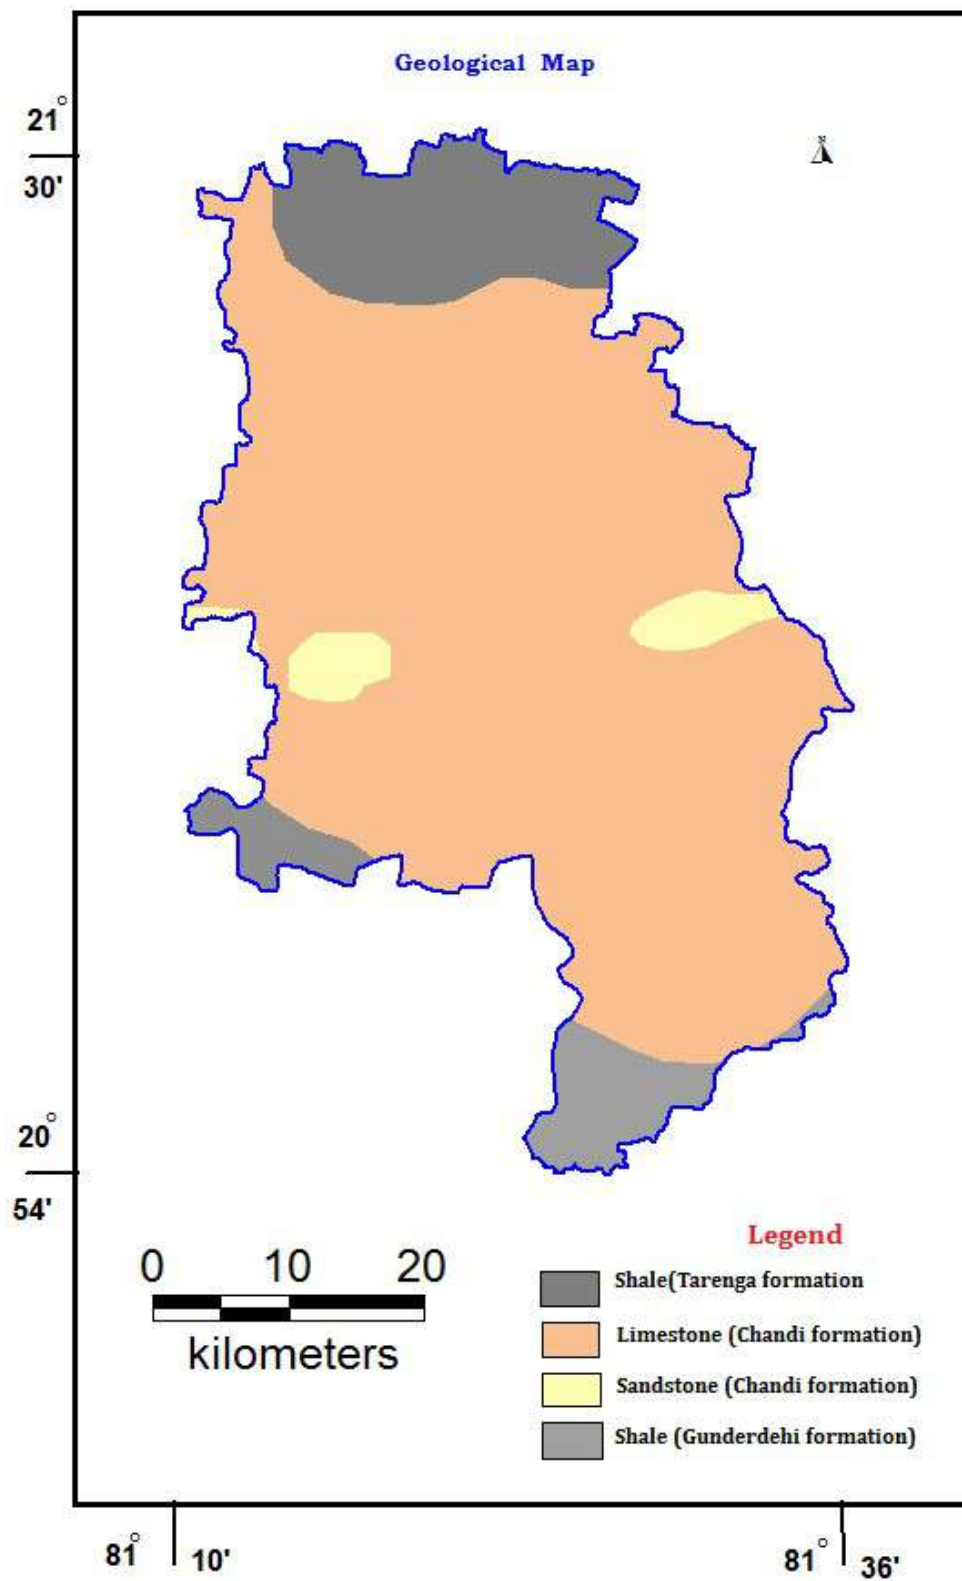 Geological Map
21°
30'
N
20°
54'
0 10 20
kilometers
Legend
Shale(Tarenga formation
Limestone (Chandi formation)
Sandstone (Chandi formation)
Shale (Gunderdehi formation)
81° 10'
81° 36'